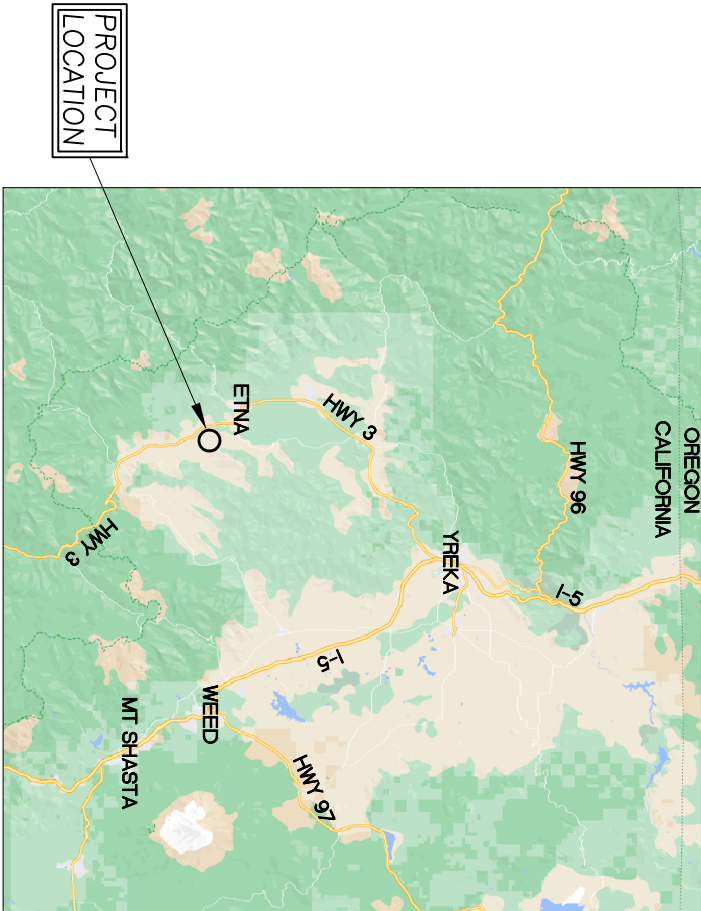 PROJECT
LOCATION
OREGON
CALIFORNIA
HWY 96
I-5
YREKA
HWY 3
ETNA
HWY 3
I-5
WEED
HWY 97
MT SHASTA